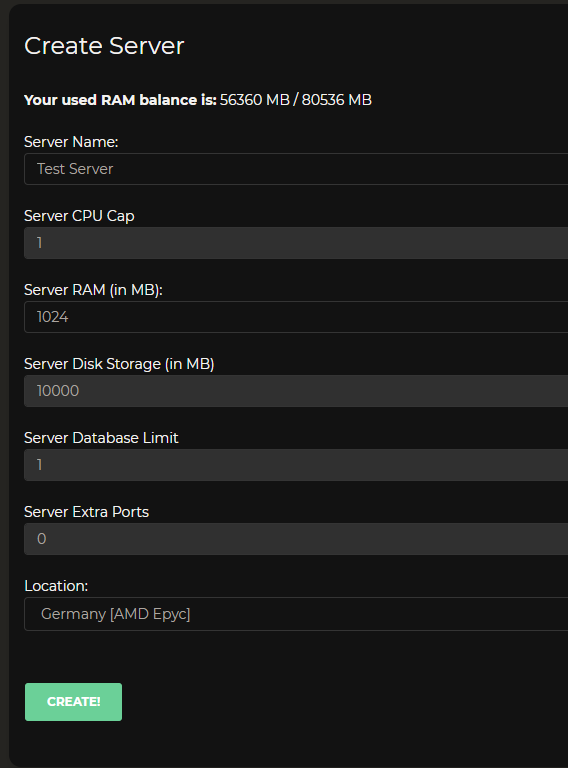 Create Server
Your used RAM balance is: 56360 MB / 80536 MB
Server Name:
Test Server
Server CPU Cap
1
Server RAM (in MB):
1024
Server Disk Storage (in MB)
10000
Server Database Limit
1
Server Extra Ports
0
Location:
Germany [AMD Epyc]
CREATE!